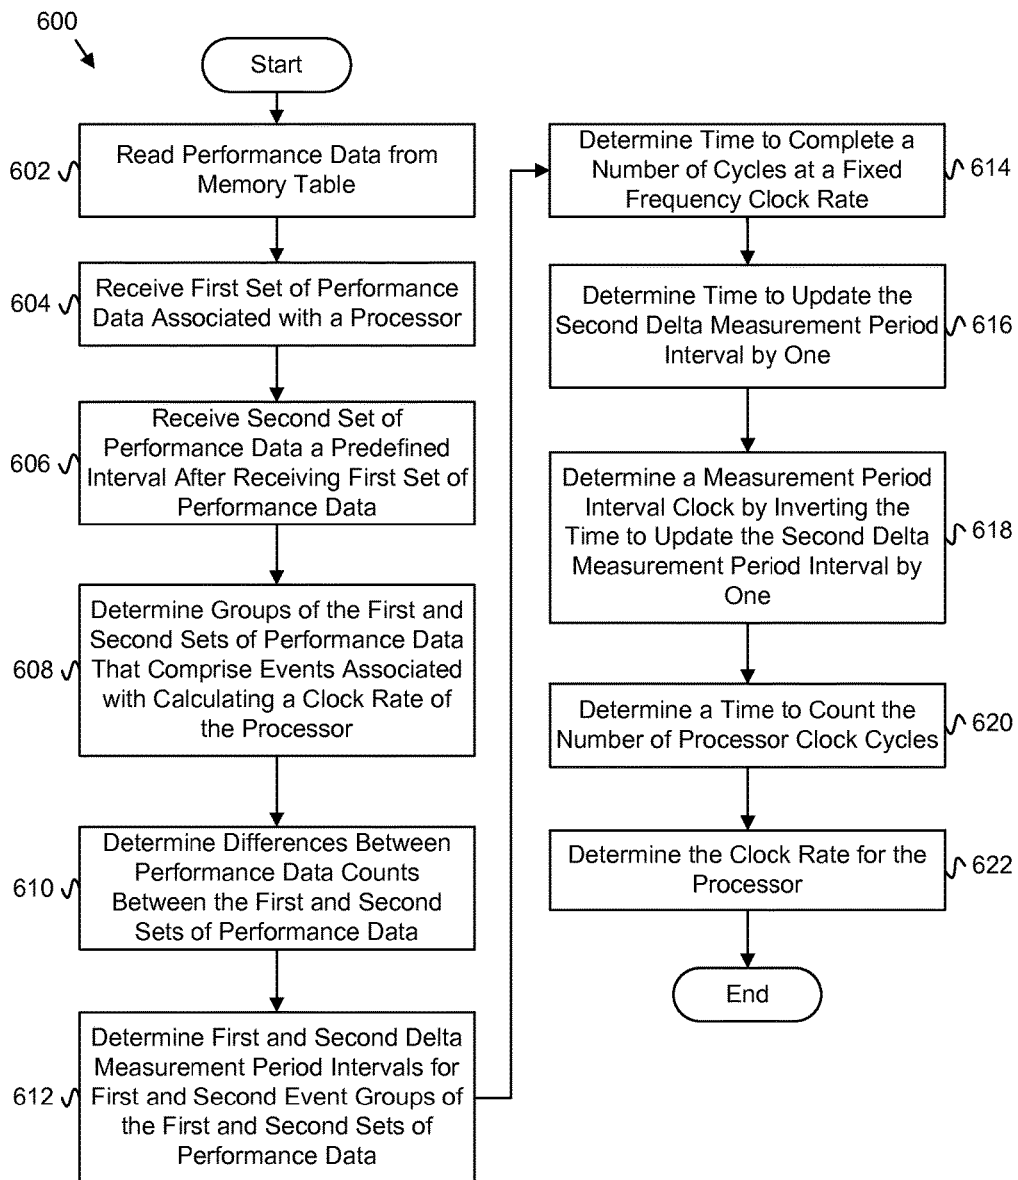 600
Start
602
Read Performance Data from
Memory Table
604
Receive First Set of Performance
Data Associated with a Processor
606
Receive Second Set of
Performance Data a Predefined
Interval After Receiving First Set of
Performance Data
608
Determine Groups of the First and
Second Sets of Performance Data
That Comprise Events Associated
with Calculating a Clock Rate of
the Processor
610
Determine Differences Between
Performance Data Counts
Between the First and Second
Sets of Performance Data
612
Determine First and Second Delta
Measurement Period Intervals for
First and Second Event Groups of
the First and Second Sets of
Performance Data
Determine Time to Complete a
Number of Cycles at a Fixed
Frequency Clock Rate
614
Determine Time to Update the
Second Delta Measurement Period
Interval by One
616
Determine a Measurement Period
Interval Clock by Inverting the
Time to Update the Second Delta
Measurement Period Interval by
One
618
Determine a Time to Count the
Number of Processor Clock Cycles
620
Determine the Clock Rate for the
Processor
622
End